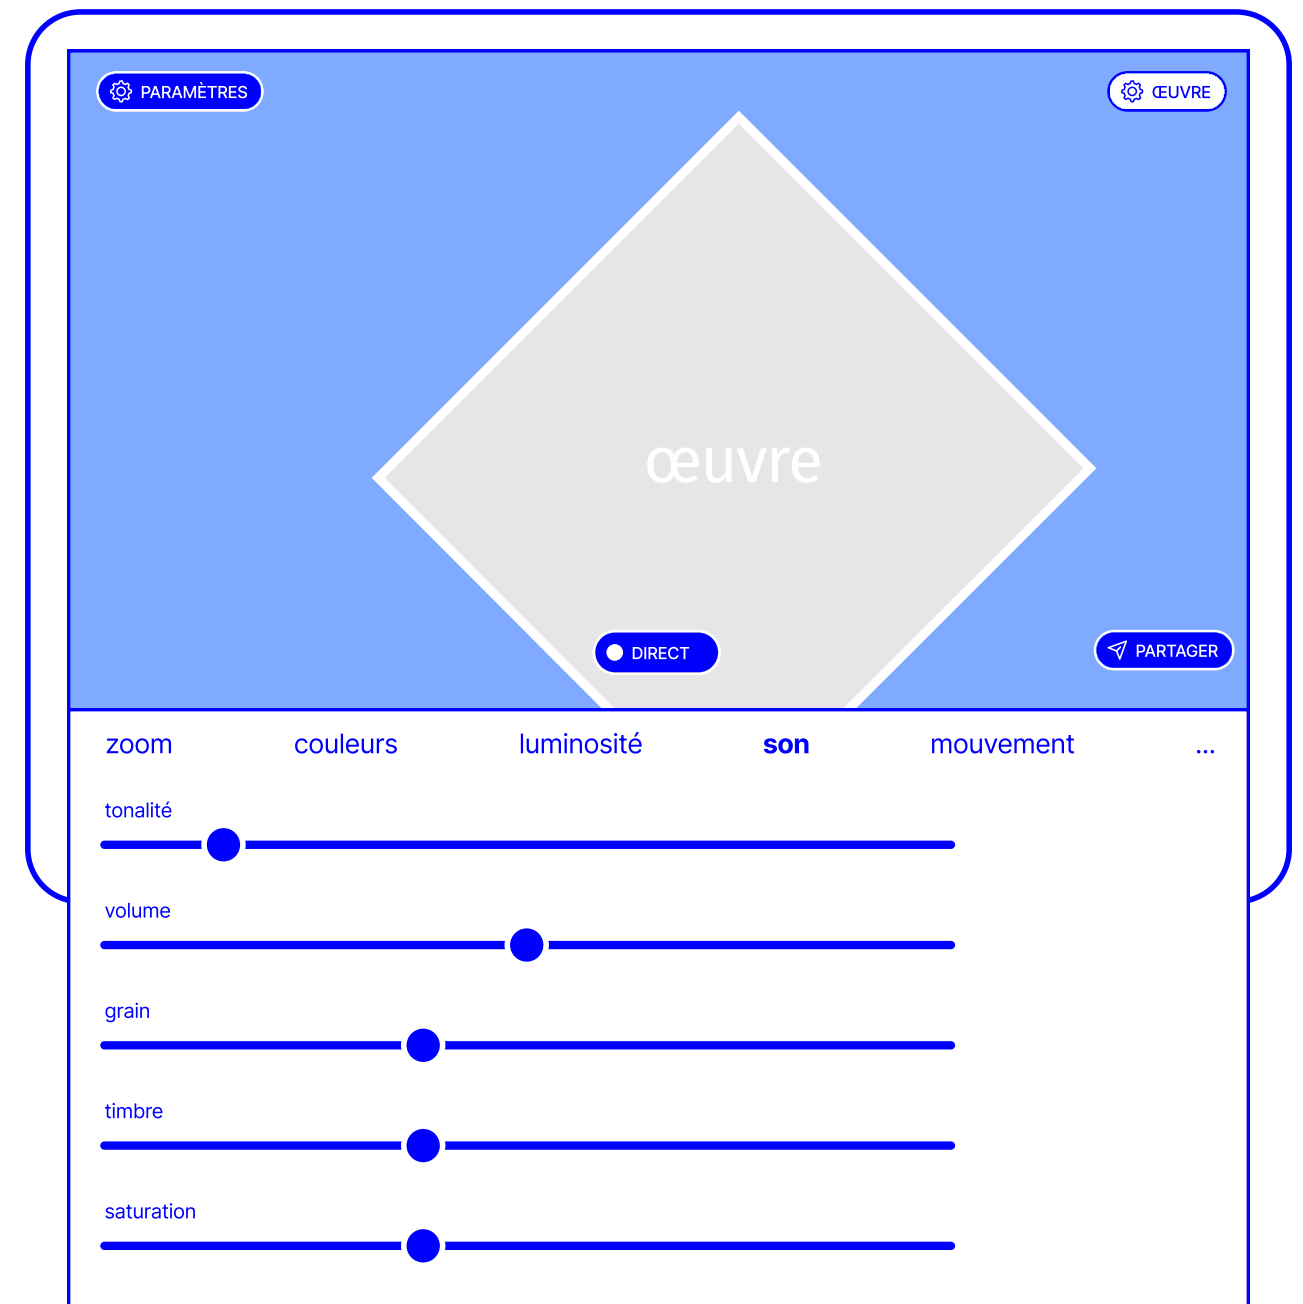 PARAMÈTRES
ŒUVRE
œuvre
DIRECT
PARTAGER
zoom couleurs luminosité son mouvement ...
tonalité
volume
grain
timbre
saturation